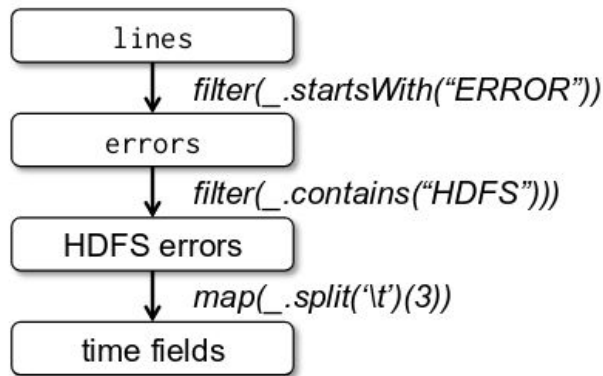 lines
filter(_.startsWith(“ERROR”))
errors
filter(_.contains(“HDFS”)))
HDFS errors
map(_.split(‘\t’)(3))
time fields